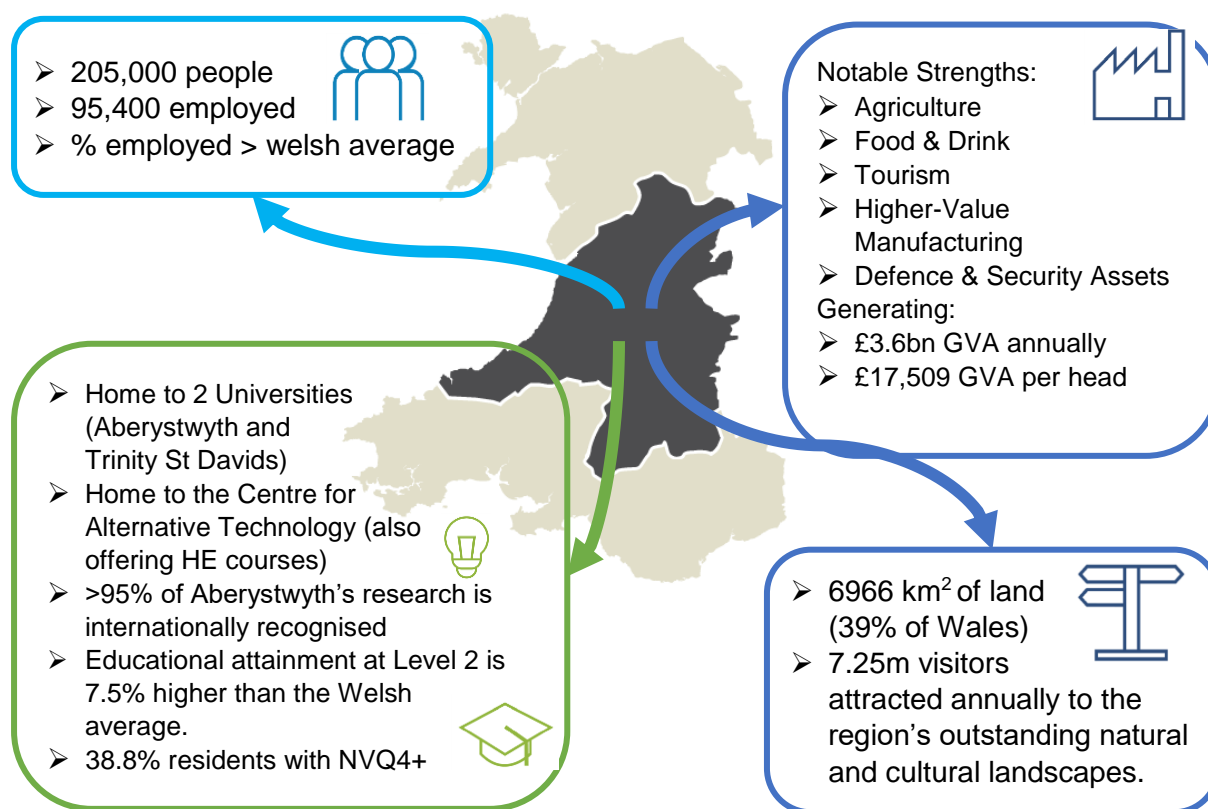 ➢ 205,000 people
➢ 95,400 employed
➢ % employed > welsh average
Notable Strengths:
➢ Agriculture
➢ Food & Drink
➢ Tourism
➢ Higher-Value
Manufacturing
➢ Defence & Security Assets
Generating:
➢ £3.6bn GVA annually
➢ £17,509 GVA per head
➢ Home to 2 Universities
(Aberystwyth and
Trinity St Davids)
➢ Home to the Centre for
Alternative Technology (also
offering HE courses)
➢ >95% of Aberystwyth’s research is
internationally recognised
➢ Educational attainment at Level 2 is
7.5% higher than the Welsh
average.
➢ 38.8% residents with NVQ4+
➢ 6966 km² of land
(39% of Wales)
➢ 7.25m visitors
attracted annually to the
region’s outstanding natural
and cultural landscapes.